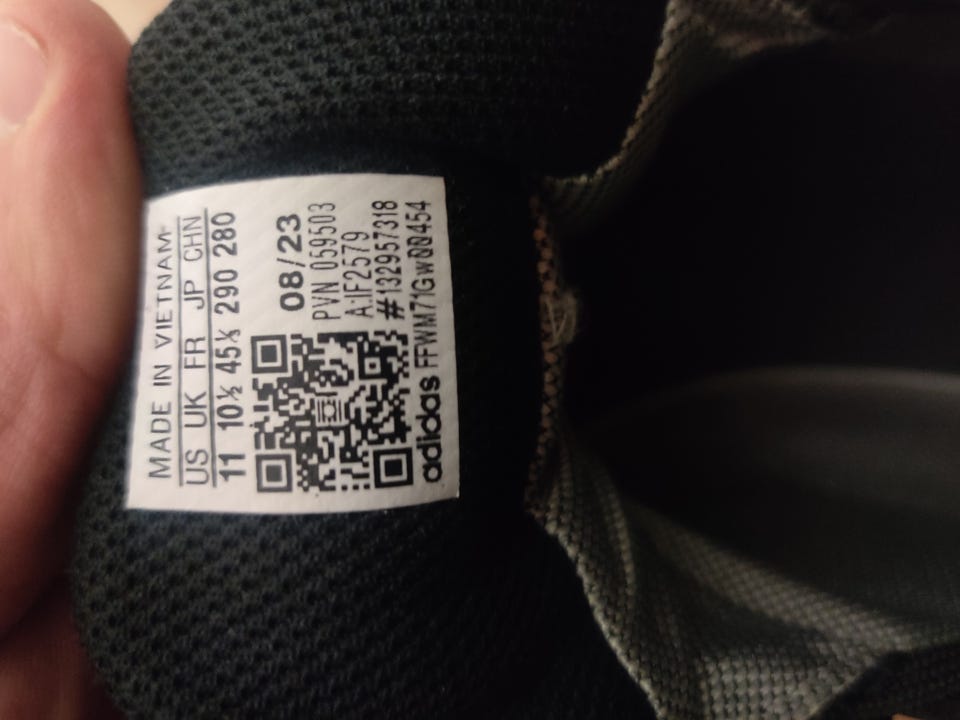 MADE IN VIETNAM
US UK FR JP CHN
11 10½ 45⅓ 290 280
08/23
PVN 059503
A:IF2579
#132957318
adidas FFWM71Gw00454